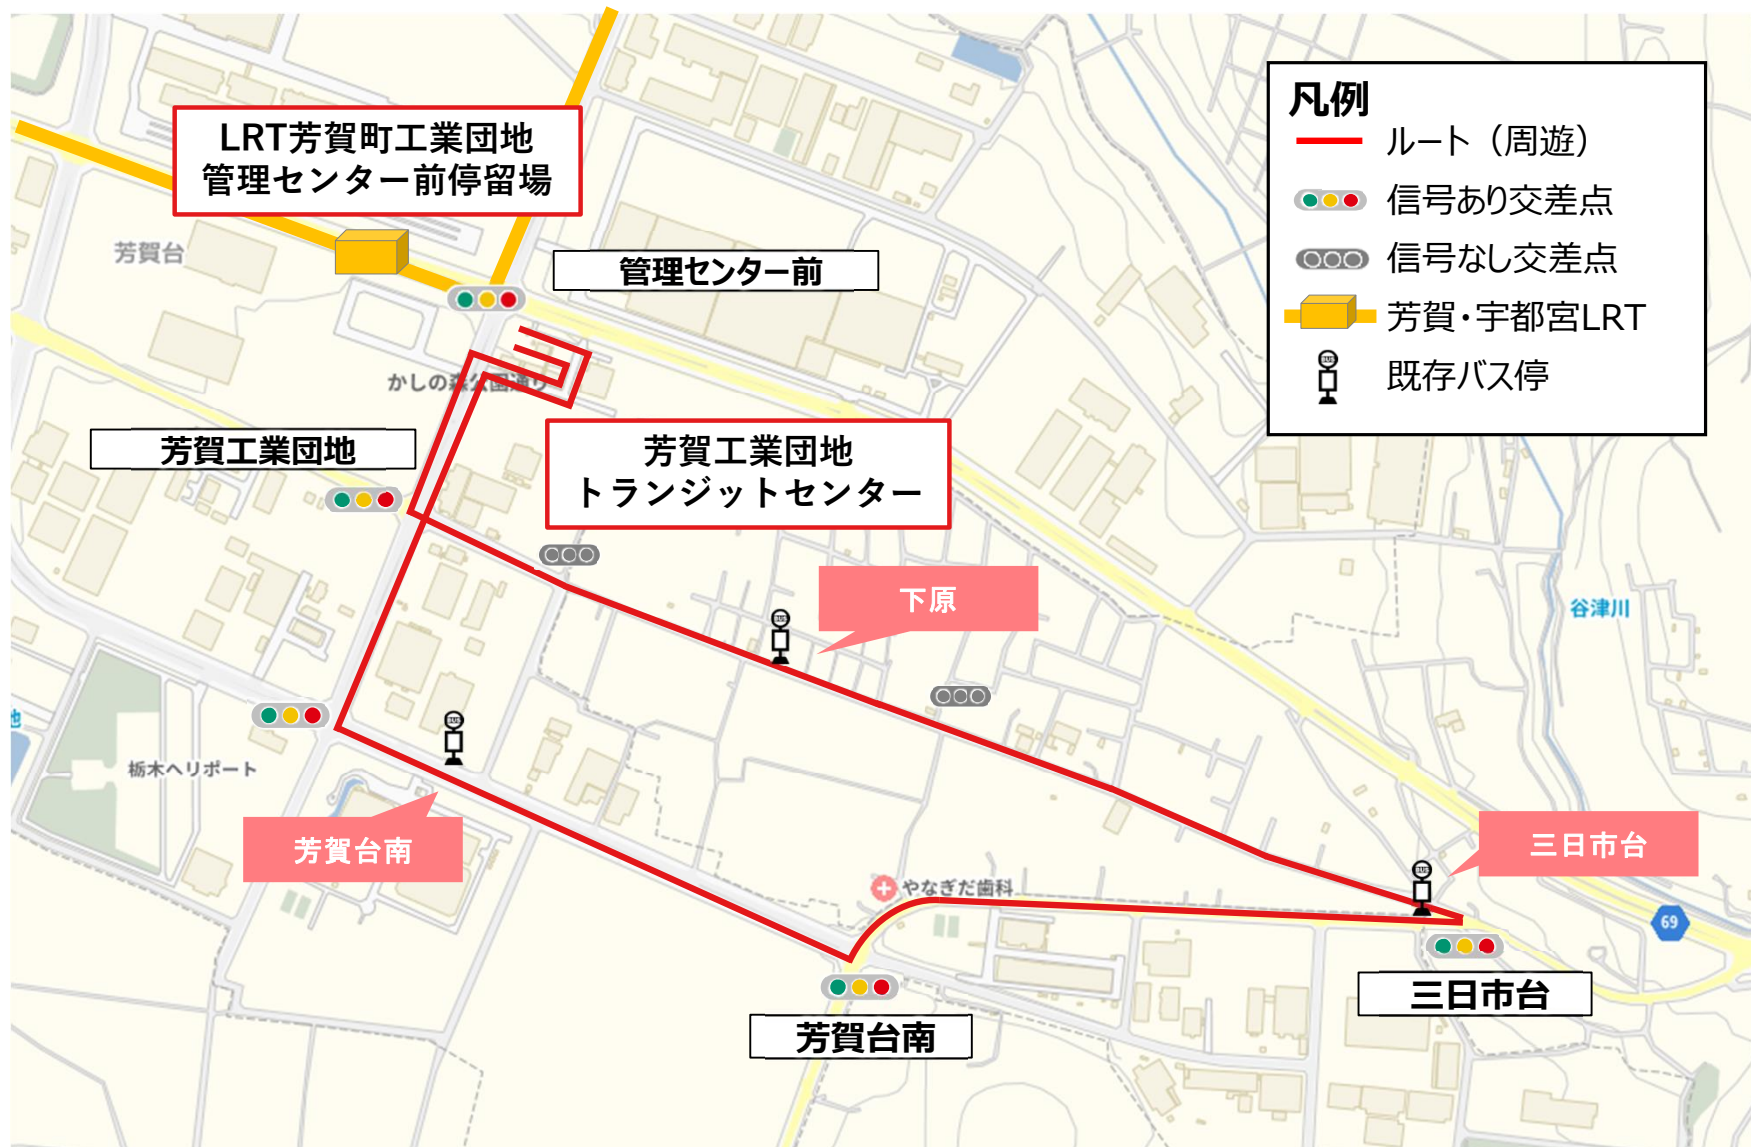 LRT芳賀町工業団地
管理センター前停留場
芳賀台
管理センター前
かしの森公園通り
芳賀工業団地
芳賀工業団地
トランジットセンター
凡例
ルート（周遊）
信号あり交差点
信号なし交差点
芳賀・宇都宮LRT
BUS
既存バス停
下原
BUS
谷津川
BUS
池
栃木ヘリポート
芳賀台南
三日市台
BUS
やなぎだ歯科
69
三日市台
芳賀台南